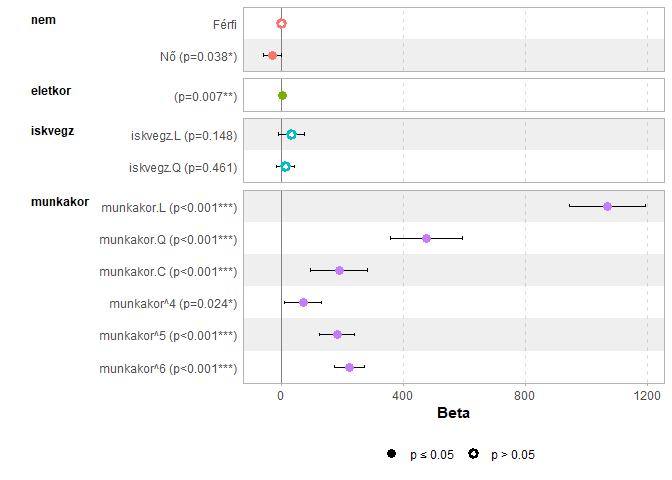 nem
Férfi
Nő (p=0.038*)
eletkor
(p=0.007**)
iskvegz
iskvegz.L (p=0.148)
iskvegz.Q (p=0.461)
munkakor
munkakor.L (p<0.001***)
munkakor.Q (p<0.001***)
munkakor.C (p<0.001***)
munkakor^4 (p=0.024*)
munkakor^5 (p<0.001***)
munkakor^6 (p<0.001***)
0 400 800 1200
Beta
p ≤ 0.05 p > 0.05